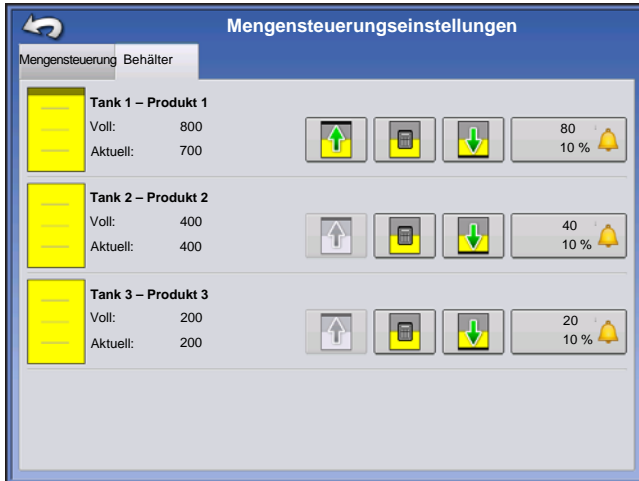 Mengensteuerungseinstellungen
Mengensteuerung Behälter
Tank 1 – Produkt 1
Voll: 800
Aktuell: 700
80
10 %
Tank 2 – Produkt 2
Voll: 400
Aktuell: 400
40
10 %
Tank 3 – Produkt 3
Voll: 200
Aktuell: 200
20
10 %